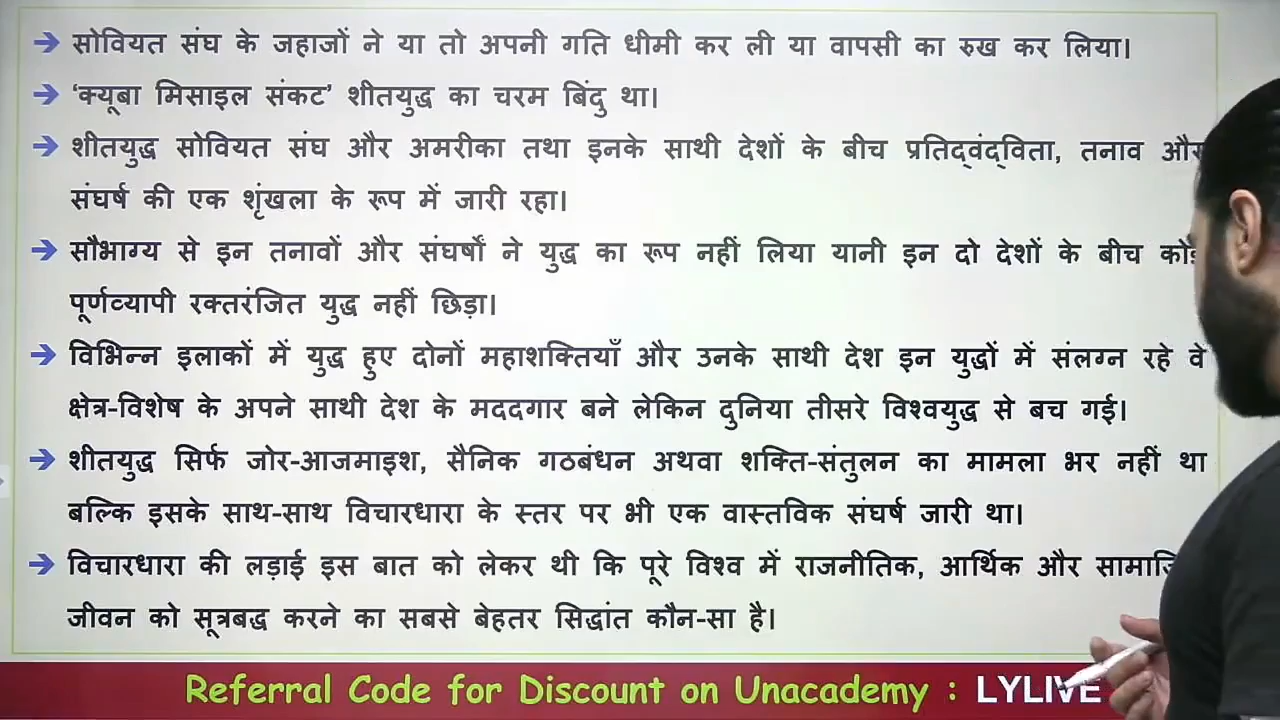 → सोवियत संघ के जहाजों ने या तो अपनी गति धीमी कर ली या वापसी का रुख कर लिया।
→ ‘क्यूबा मिसाइल संकट’ शीतयुद्ध का चरम बिंदु था।
→ शीतयुद्ध सोवियत संघ और अमरीका तथा इनके साथी देशों के बीच प्रतिद्वंद्विता, तनाव और
संघर्ष की एक शृंखला के रूप में जारी रहा।
→ सौभाग्य से इन तनावों और संघर्षों ने युद्ध का रूप नहीं लिया यानी इन दो देशों के बीच
पूर्णव्यापी रक्तरंजित युद्ध नहीं छिड़ा।
→ विभिन्न इलाकों में युद्ध हुए दोनों महाशक्तियाँ और उनके साथी देश इन युद्धों में संलग्न रहे वे
क्षेत्र-विशेष के अपने साथी देश के मददगार बने लेकिन दुनिया तीसरे विश्वयुद्ध से बच गई।
→ शीतयुद्ध सिर्फ जोर-आजमाइश, सैनिक गठबंधन अथवा शक्ति-संतुलन का मामला भर नहीं था
बल्कि इसके साथ-साथ विचारधारा के स्तर पर भी एक वास्तविक संघर्ष जारी था।
→ विचारधारा की लड़ाई इस बात को लेकर थी कि पूरे विश्व में राजनीतिक, आर्थिक और
जीवन को सूत्रबद्ध करने का सबसे बेहतर सिद्धांत कौन-सा है।
Referral Code for Discount on Unacademy : LYLIVE